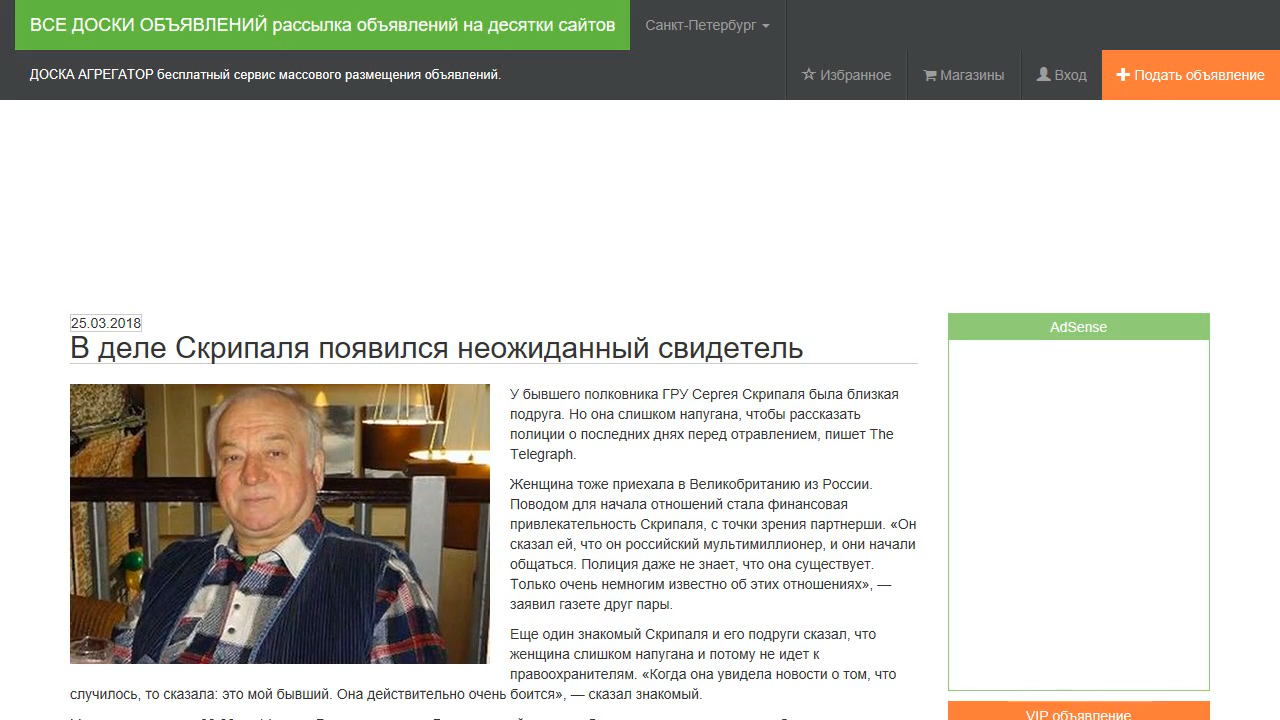 ВСЕ ДОСКИ ОБЪЯВЛЕНИЙ рассылка объявлений на десятки сайтов
Санкт-Петербург
ДОСКА АГРЕГАТОР бесплатный сервис массового размещения объявлений.
Избранное
Магазины
Вход
Подать объявление
25.03.2018
В деле Скрипаля появился неожиданный свидетель
У бывшего полковника ГРУ Сергея Скрипаля была близкая
подруга. Но она слишком напугана, чтобы рассказать
полиции о последних днях перед отравлением, пишет The
Telegraph.
Женщина тоже приехала в Великобританию из России.
Поводом для начала отношений стала финансовая
привлекательность Скрипаля, с точки зрения партнерши. «Он
сказал ей, что он российский мультимиллионер, и они начали
общаться. Полиция даже не знает, что она существует.
Только очень немногим известно об этих отношениях», —
заявил газете друг пары.
Еще один знакомый Скрипаля и его подруги сказал, что
женщина слишком напугана и потому не идет к
правоохранителям. «Когда она увидела новости о том, что
случилось, то сказала: это мой бывший. Она действительно очень боится», — сказал знакомый.
AdSense
VIP объявление